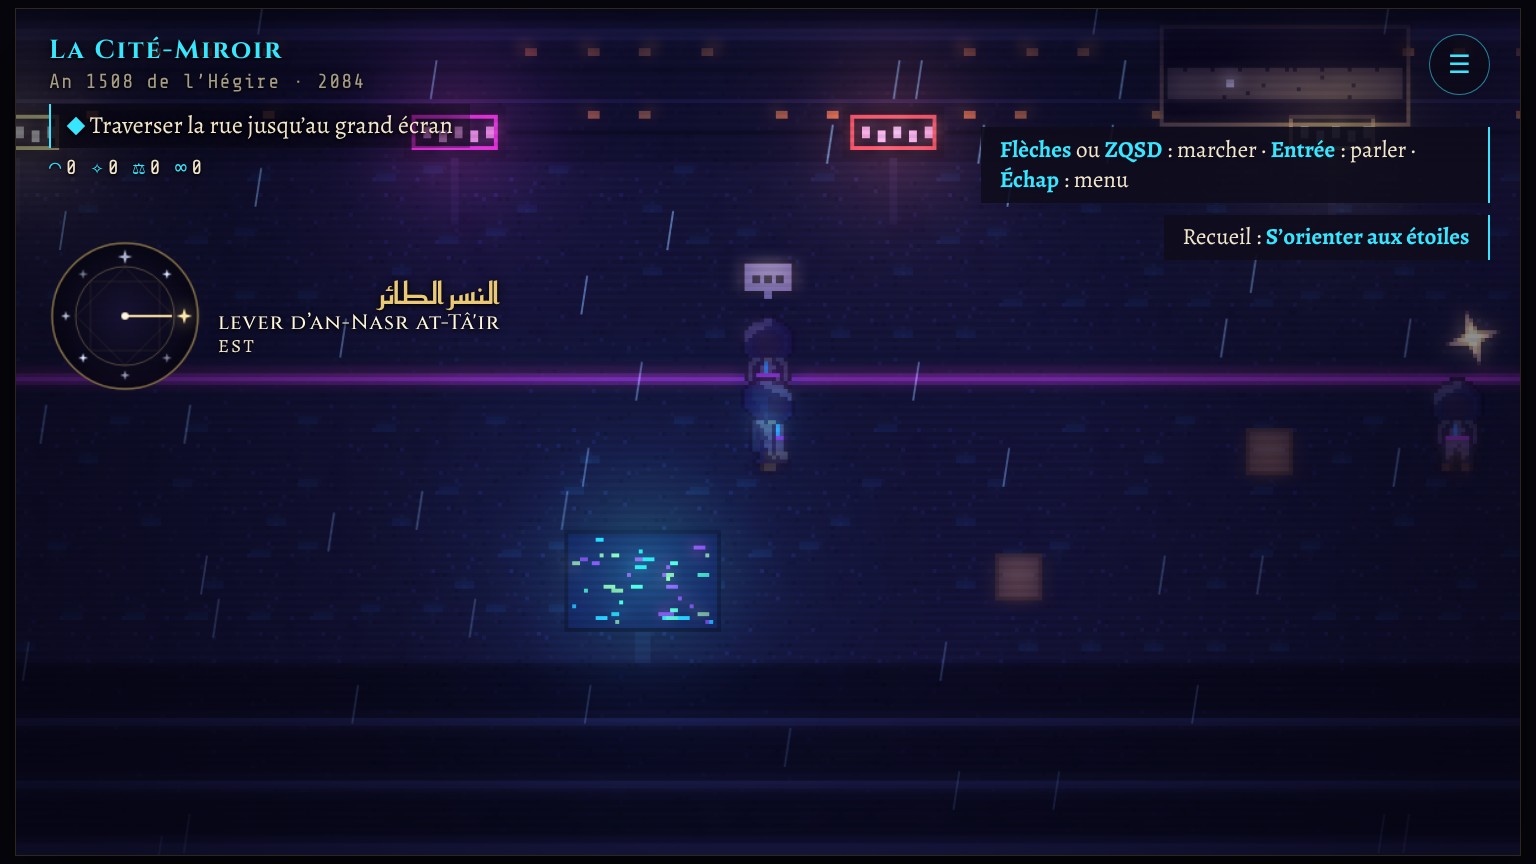 La Cité-Miroir
An 1508 de l'Hégire · 2084
◆ Traverser la rue jusqu'au grand écran
0 0 0 0
Flèches ou ZQSD : marcher · Entrée : parler ·
Échap : menu
Recueil : S'orienter aux étoiles
النسر الطائر
LEVER D'AN-NASR AT-TÂ'IR
EST